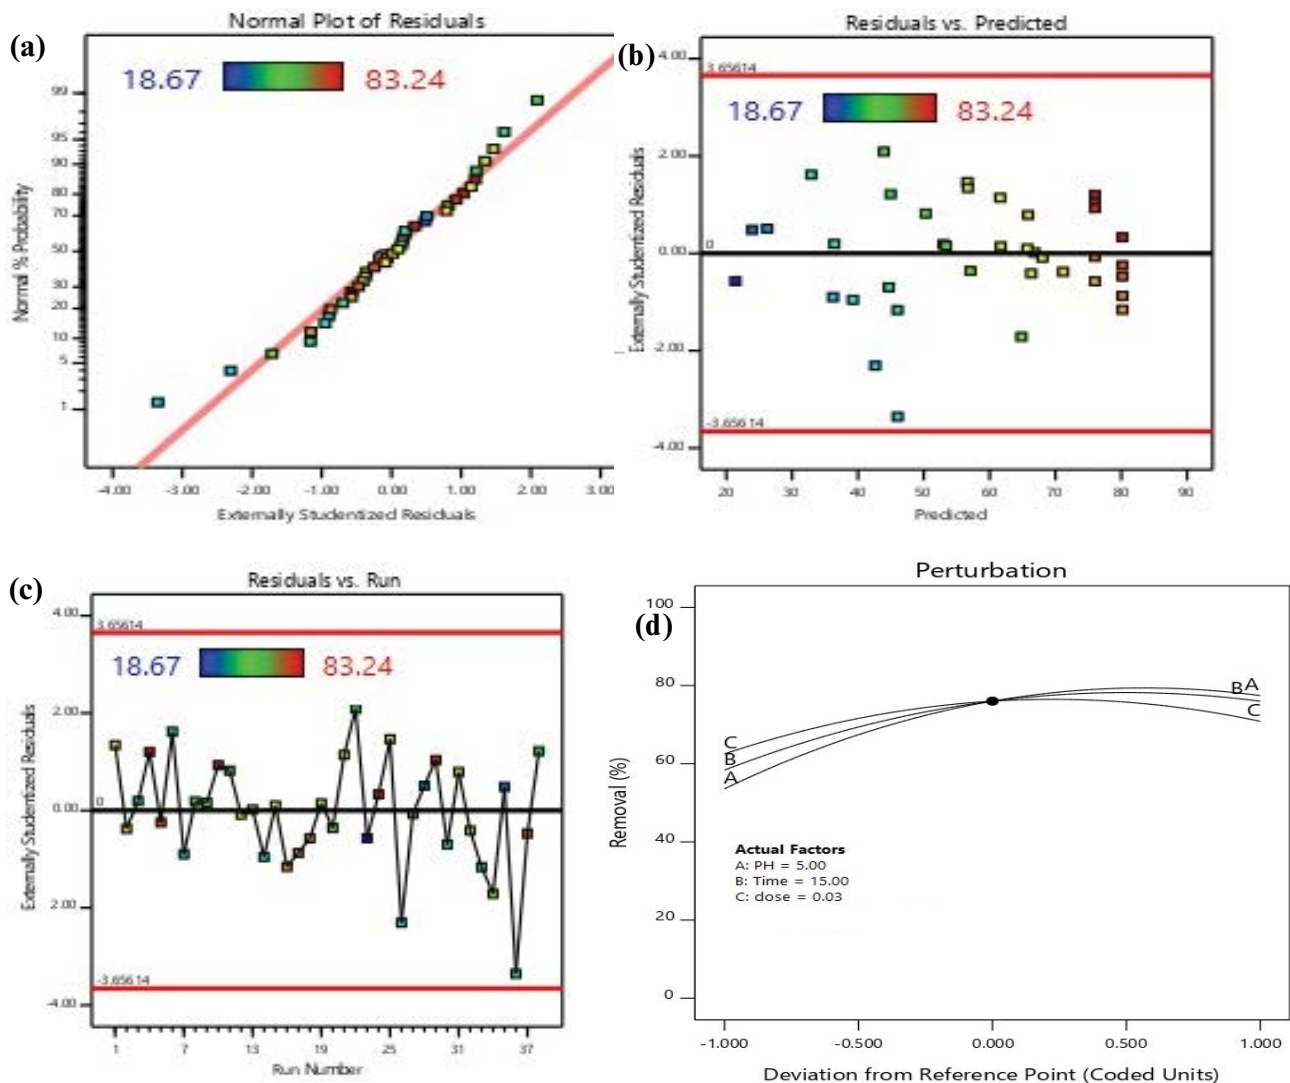 (a)
Normal Plot of Residuals
18.67
83.24
Normal % Probability
99
95
90
80
70
50
30
20
10
5
1
-4.00 -3.00 -2.00 -1.00 0.00 1.00 2.00 3.00
Externally Studentized Residuals
(b)
Residuals vs. Predicted
18.67
83.24
Externally Studentized Residuals
4.00
3.65614
2.00
0.00
0
-2.00
-3.65614
-4.00
20 30 40 50 60 70 80 90
Predicted
(c)
Residuals vs. Run
18.67
83.24
Externally Studentized Residuals
4.00
3.65614
2.00
0.00
0
2.00
-3.65614
-4.00
1 7 13 19 25 31 37
Run Number
(d)
Perturbation
Removal (%)
100
80
60
40
20
0
C
B
A
B A
C
Actual Factors
A: PH = 5.00
B: Time = 15.00
C: dose = 0.03
-1.000 -0.500 0.000 0.500 1.000
Deviation from Reference Point (Coded Units)